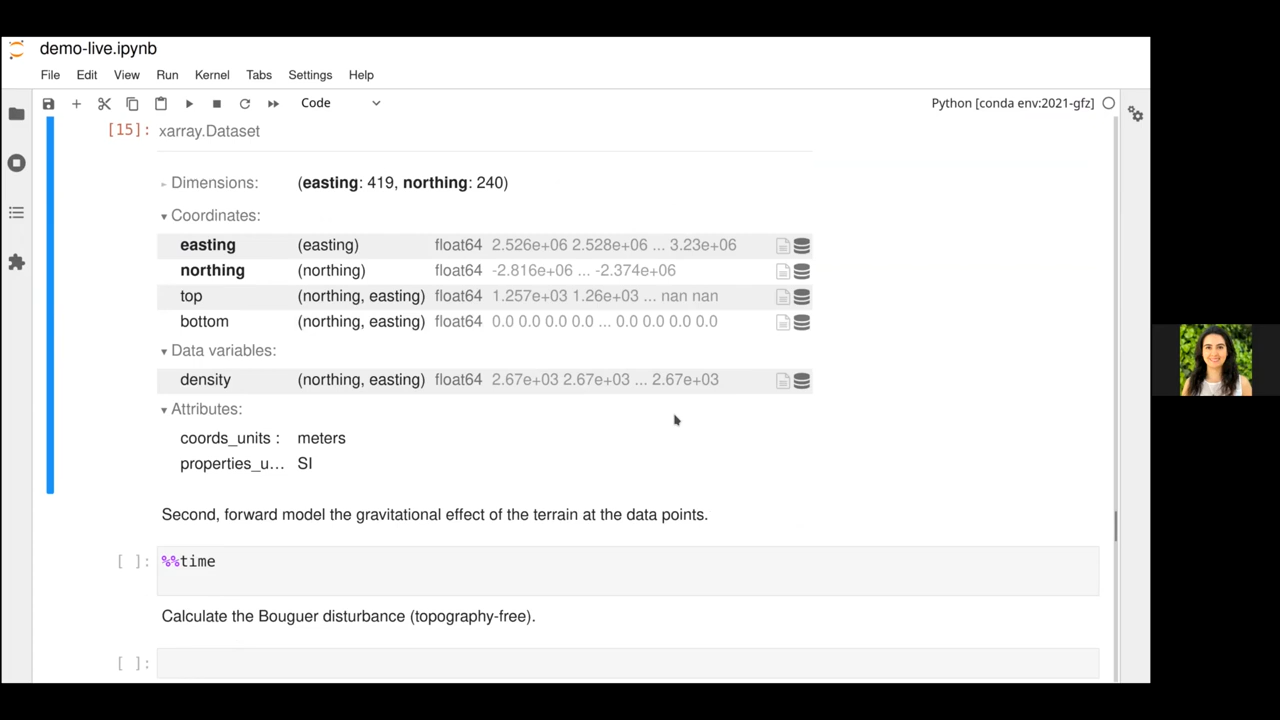 demo-live.ipynb
File Edit View Run Kernel Tabs Settings Help
Code Python [conda env:2021-gfz]
[15]: xarray.Dataset
Dimensions: (easting: 419, northing: 240)
Coordinates:
easting (easting) float64 2.526e+06 2.528e+06 ... 3.23e+06
northing (northing) float64 -2.816e+06 ... -2.374e+06
top (northing, easting) float64 1.257e+03 1.26e+03 ... nan nan
bottom (northing, easting) float64 0.0 0.0 0.0 0.0 ... 0.0 0.0 0.0 0.0
Data variables:
density (northing, easting) float64 2.67e+03 2.67e+03 ... 2.67e+03
Attributes:
coords_units : meters
properties_u... SI
Second, forward model the gravitational effect of the terrain at the data points.
[ ]: %%time
Calculate the Bouguer disturbance (topography-free).
[ ]: